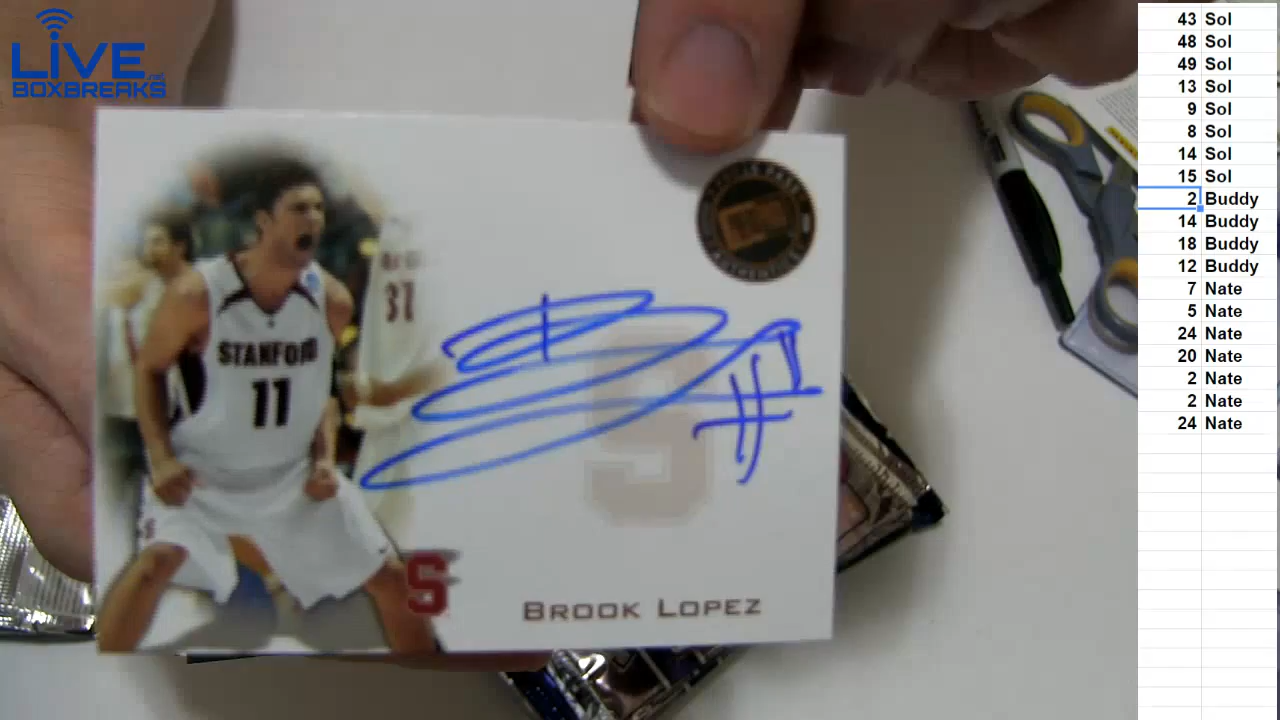 LIVE.net
BOXBREAKS
STANFORD
11
31
S
S
#11
BROOK LOPEZ
43 Sol
48 Sol
49 Sol
13 Sol
9 Sol
8 Sol
14 Sol
15 Sol
2 Buddy
14 Buddy
18 Buddy
12 Buddy
7 Nate
5 Nate
24 Nate
20 Nate
2 Nate
2 Nate
24 Nate